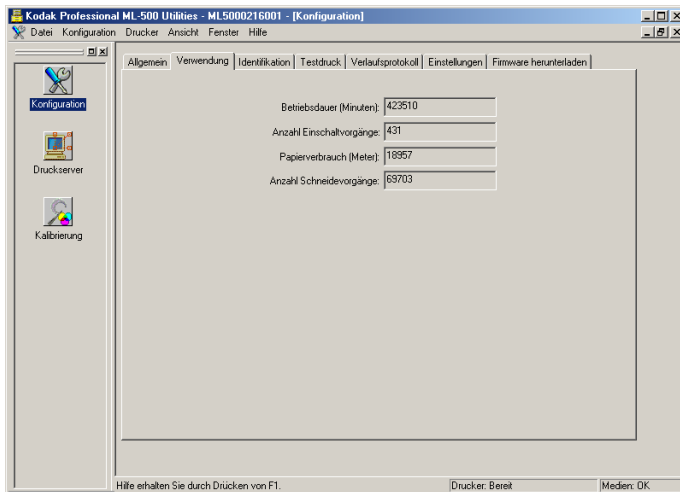 Kodak Professional ML-500 Utilities - ML5000216001 - [Konfiguration]
Datei Konfiguration Drucker Ansicht Fenster Hilfe
Konfiguration
Druckserver
Kalibrierung
Allgemein Verwendung Identifikation Testdruck Verlaufsprotokoll Einstellungen Firmware herunterladen
Betriebsdauer (Minuten): 423510
Anzahl Einschaltvorgänge: 431
Papierverbrauch (Meter): 18957
Anzahl Schneidevorgänge: 69703
Hilfe erhalten Sie durch Drücken von F1. Drucker: Bereit Medien: OK